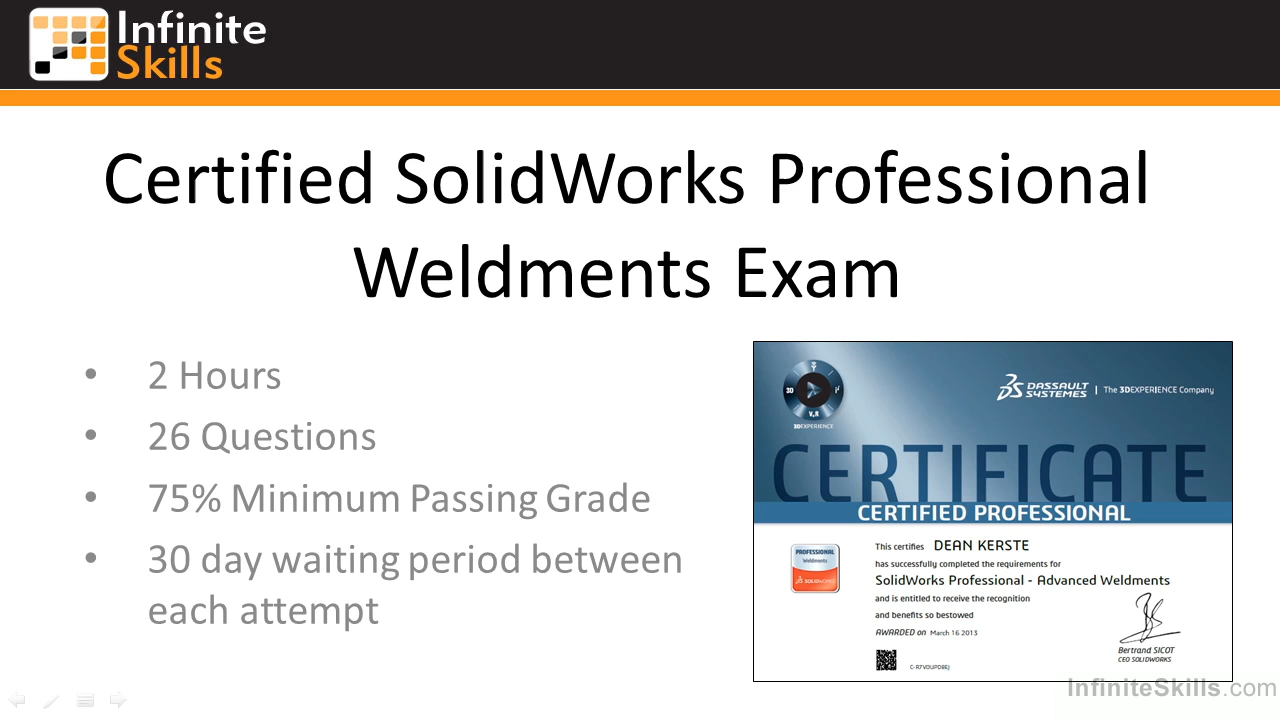 Infinite
Skills
Certified SolidWorks Professional
Weldments Exam
• 2 Hours
• 26 Questions
• 75% Minimum Passing Grade
• 30 day waiting period between
each attempt
3D
V,R
3DEXPERIENCE
DASSAULT
SYSTEMES | The 3DEXPERIENCE Company
CERTIFICATE
CERTIFIED PROFESSIONAL
PROFESSIONAL
Weldments
SOLIDWORKS
This certifies DEAN KERSTE
has successfully completed the requirements for
SolidWorks Professional - Advanced Weldments
and is entitled to receive the recognition
and benefits so bestowed
AWARDED on March 16 2013
Bertrand SICOT
CEO SOLIDWORKS
InfiniteSkills.com